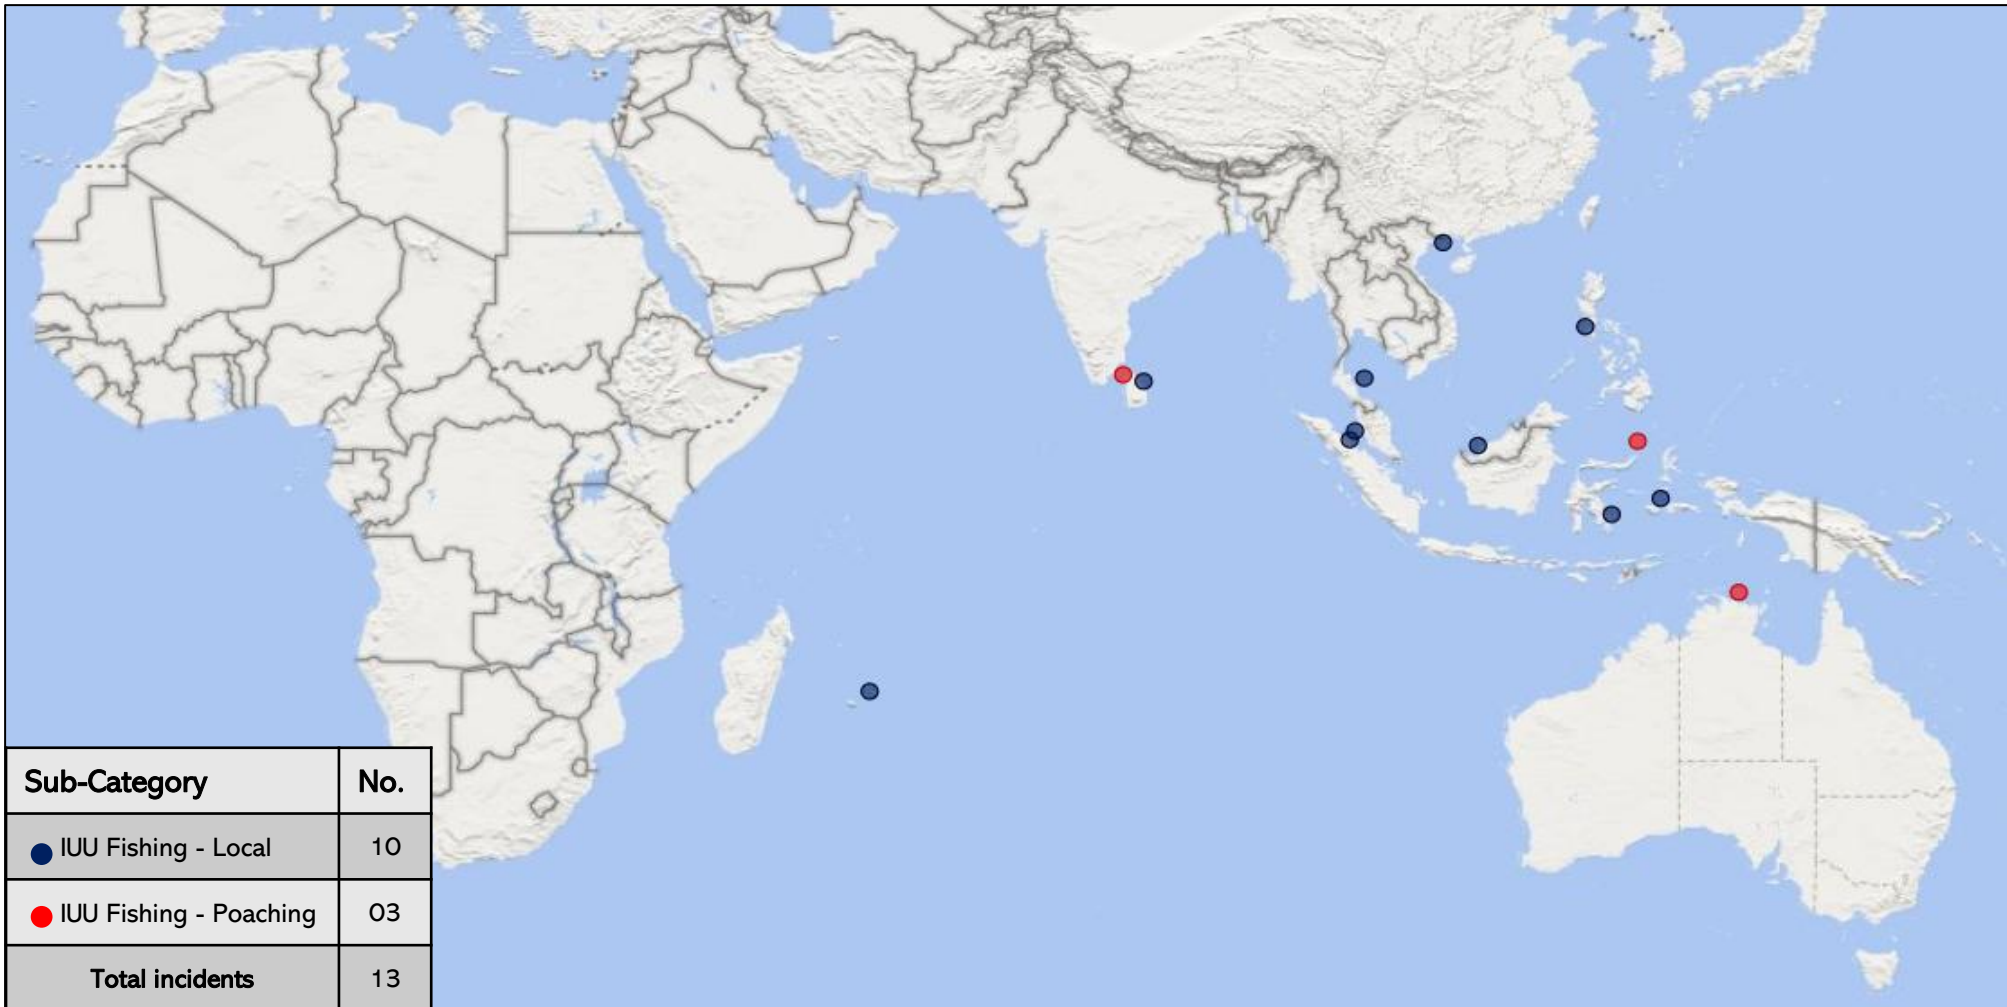 Sub-Category No.
IUU Fishing - Local 10
IUU Fishing - Poaching 03
Total incidents 13